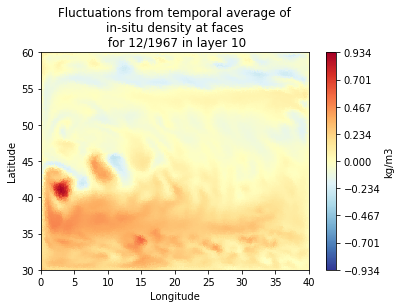 Fluctuations from temporal average of
in-situ density at faces
for 12/1967 in layer 10
60
55
50
45
40
35
30
Latitude
0 5 10 15 20 25 30 35 40
Longitude
0.934
0.701
0.467
0.234
0.000
−0.234
−0.467
−0.701
−0.934
kg/m3